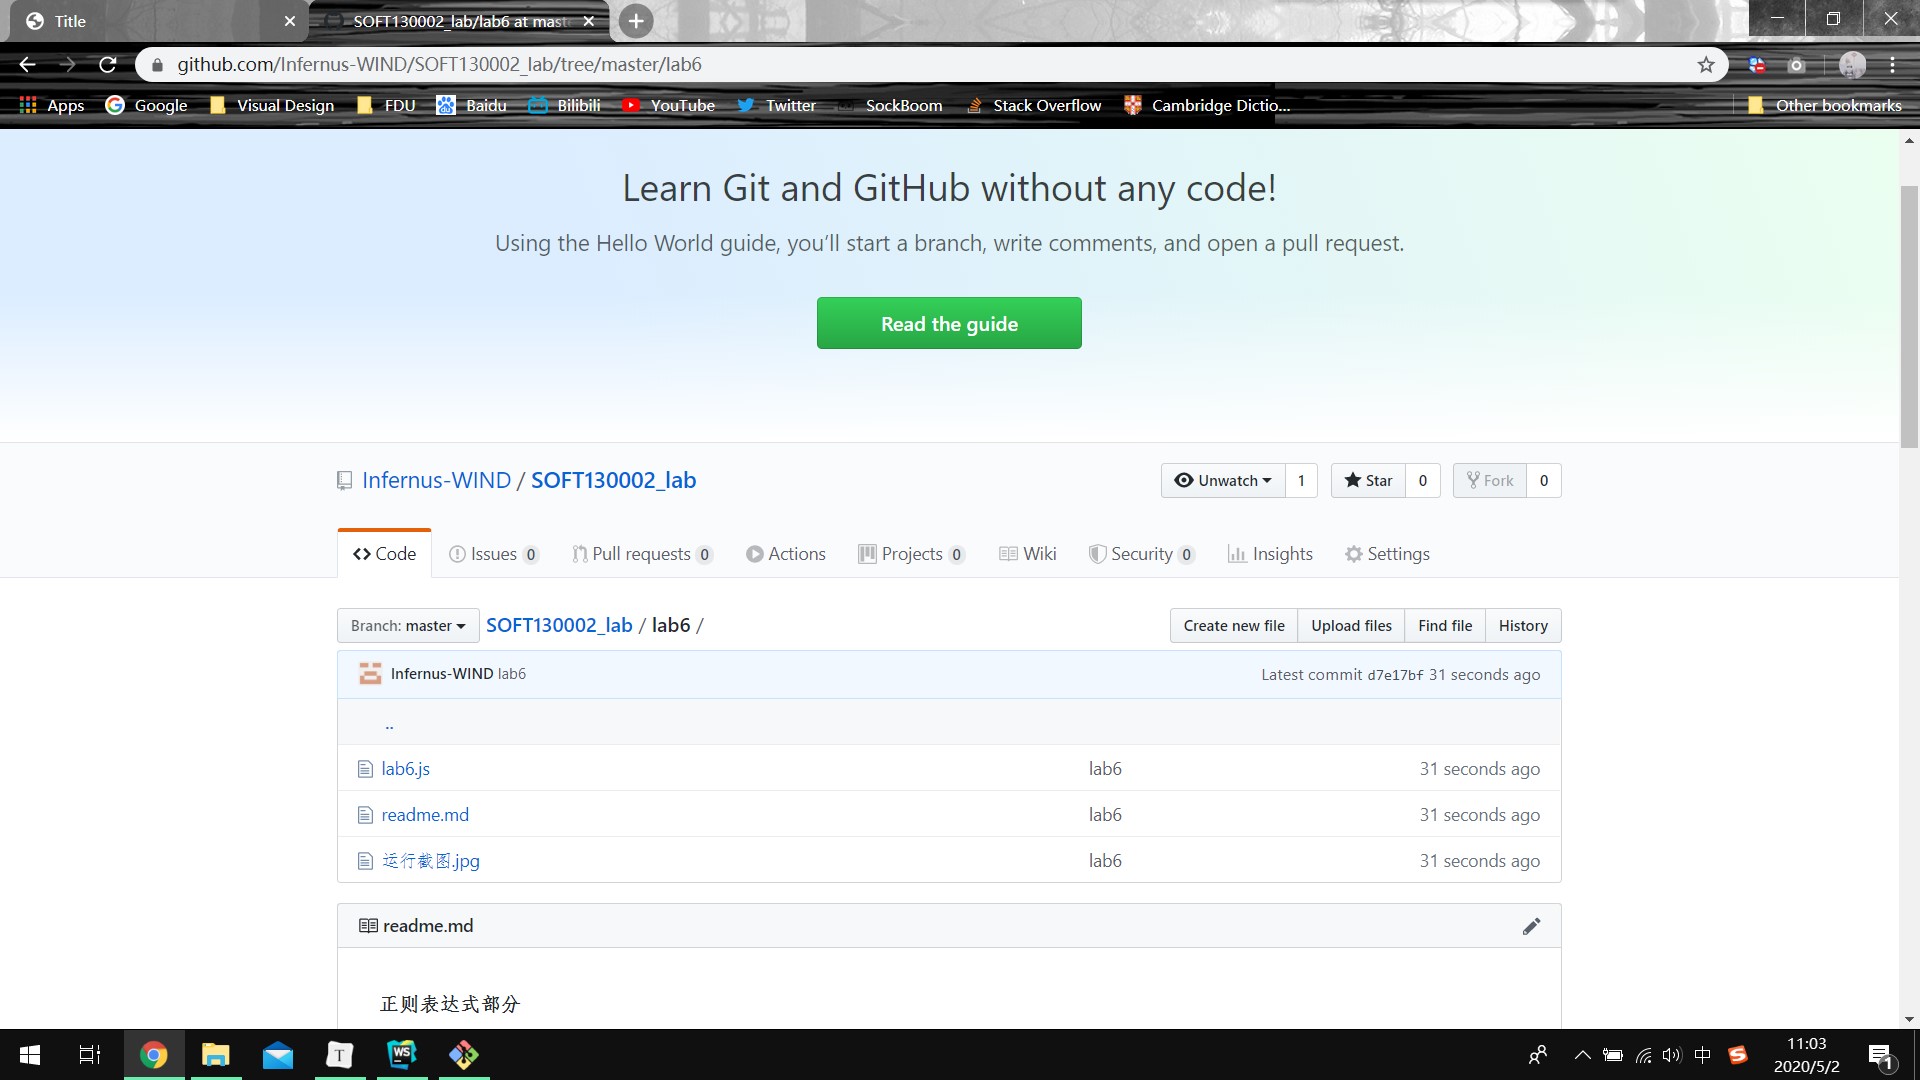 Title
SOFT130002_lab/lab6 at mast
github.com/Infernus-WIND/SOFT130002_lab/tree/master/lab6
Apps Google Visual Design FDU Baidu Bilibili YouTube Twitter SockBoom Stack Overflow Cambridge Dictio... Other bookmarks
Learn Git and GitHub without any code!
Using the Hello World guide, you’ll start a branch, write comments, and open a pull request.
Read the guide
Infernus-WIND / SOFT130002_lab
Unwatch 1 Star 0 Fork 0
Code Issues 0 Pull requests 0 Actions Projects 0 Wiki Security 0 Insights Settings
Branch: master SOFT130002_lab / lab6 /
Create new file Upload files Find file History
Infernus-WIND lab6 Latest commit d7e17bf 31 seconds ago
..
lab6.js lab6 31 seconds ago
readme.md lab6 31 seconds ago
运行截图.jpg lab6 31 seconds ago
readme.md
正则表达式部分
T WS 中 S 11:03
2020/5/2
1